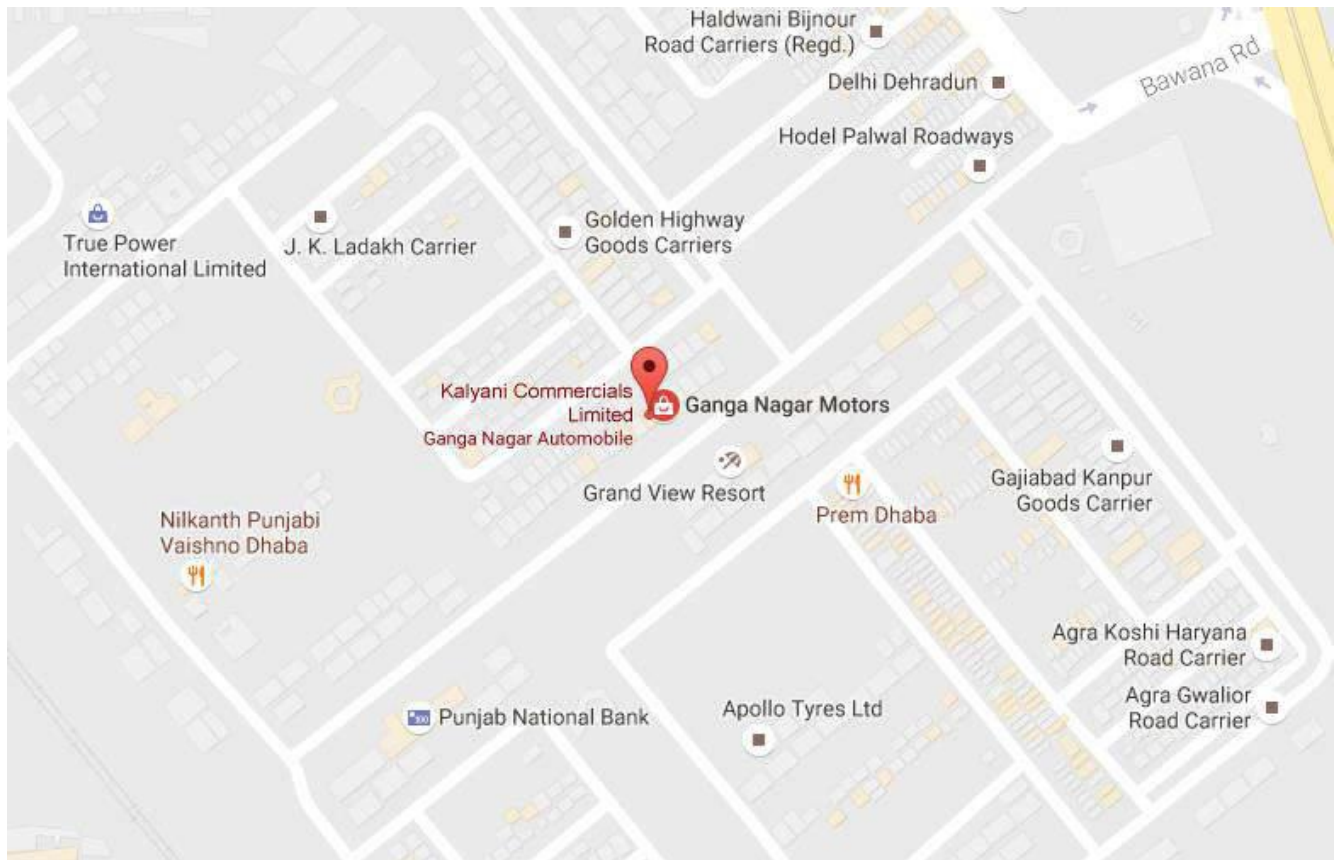 Haldwani Bijnour
Road Carriers (Regd.)
Bawana Rd
Delhi Dehradun
Hodel Palwal Roadways
True Power
International Limited
J. K. Ladakh Carrier
Golden Highway
Goods Carriers
Kalyani Commercials
Limited
Ganga Nagar Automobile
Ganga Nagar Motors
Grand View Resort
Prem Dhaba
Gajiabad Kanpur
Goods Carrier
Nilkanth Punjabi
Vaishno Dhaba
Agra Koshi Haryana
Road Carrier
Agra Gwalior
Road Carrier
Punjab National Bank
Apollo Tyres Ltd